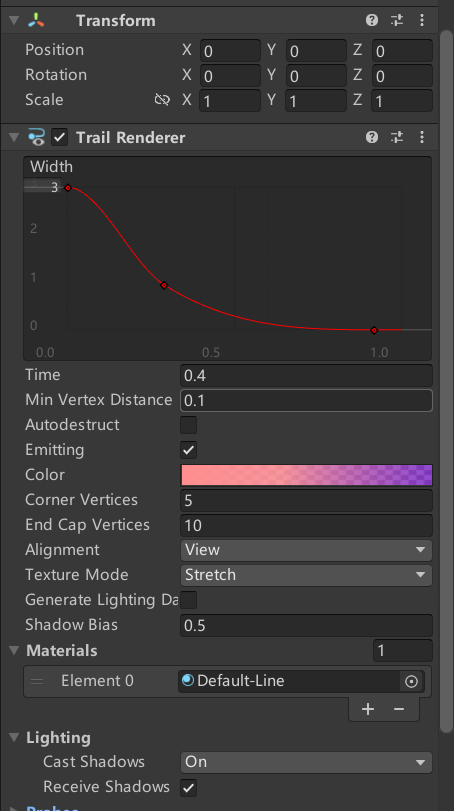 Transform
Position X 0 Y 0 Z 0
Rotation X 0 Y 0 Z 0
Scale X 1 Y 1 Z 1
Trail Renderer
Width
3
2
1
0
0.0 0.5 1.0
Time 0.4
Min Vertex Distance 0.1
Autodestruct
Emitting
Color
Corner Vertices 5
End Cap Vertices 10
Alignment View
Texture Mode Stretch
Generate Lighting Da
Shadow Bias 0.5
Materials 1
Element 0 Default-Line
+ −
Lighting
Cast Shadows On
Receive Shadows
Probes